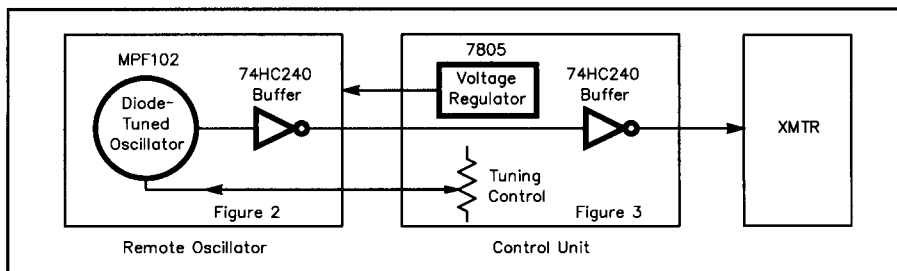 MPF102
74HC240
Buffer
Diode-
Tuned
Oscillator
Figure 2
Remote Oscillator
7805
Voltage
Regulator
74HC240
Buffer
Tuning
Control
Figure 3
Control Unit
XMTR